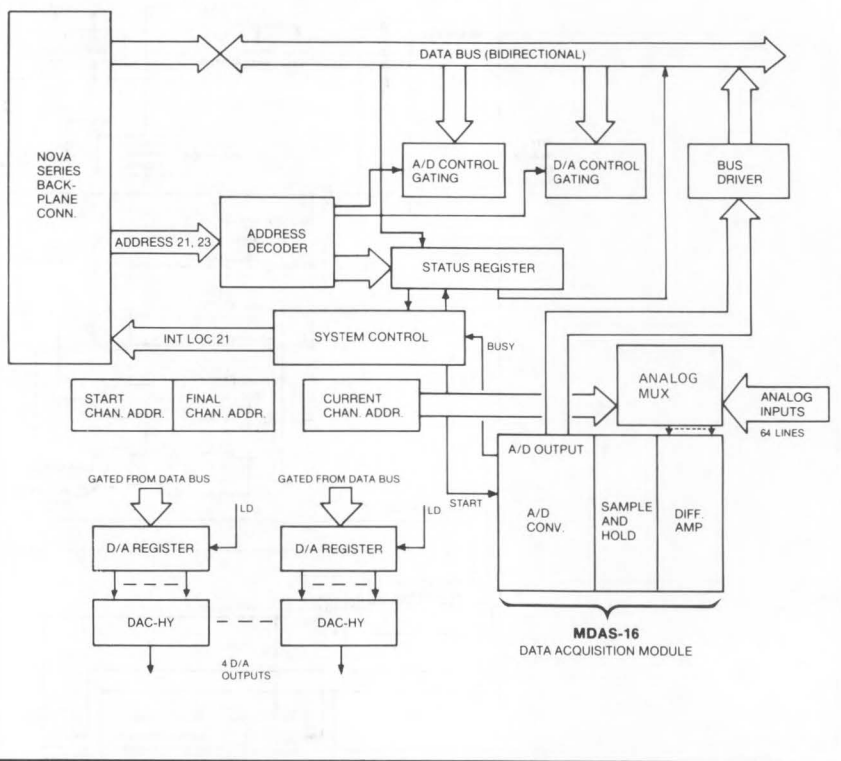 DATA BUS (BIDIRECTIONAL)
NOVA
SERIES
BACK-
PLANE
CONN.
A/D CONTROL
GATING
D/A CONTROL
GATING
BUS
DRIVER
ADDRESS 21, 23
ADDRESS
DECODER
STATUS REGISTER
INT LOC 21
SYSTEM CONTROL
BUSY
START
CHAN. ADDR.
FINAL
CHAN. ADDR.
CURRENT
CHAN. ADDR.
ANALOG
MUX
ANALOG
INPUTS
64 LINES
GATED FROM DATA BUS
LD
D/A REGISTER
DAC-HY
GATED FROM DATA BUS
LD
D/A REGISTER
DAC-HY
4 D/A
OUTPUTS
START
A/D OUTPUT
A/D
CONV.
SAMPLE
AND
HOLD
DIFF.
AMP
MDAS-16
DATA ACQUISITION MODULE